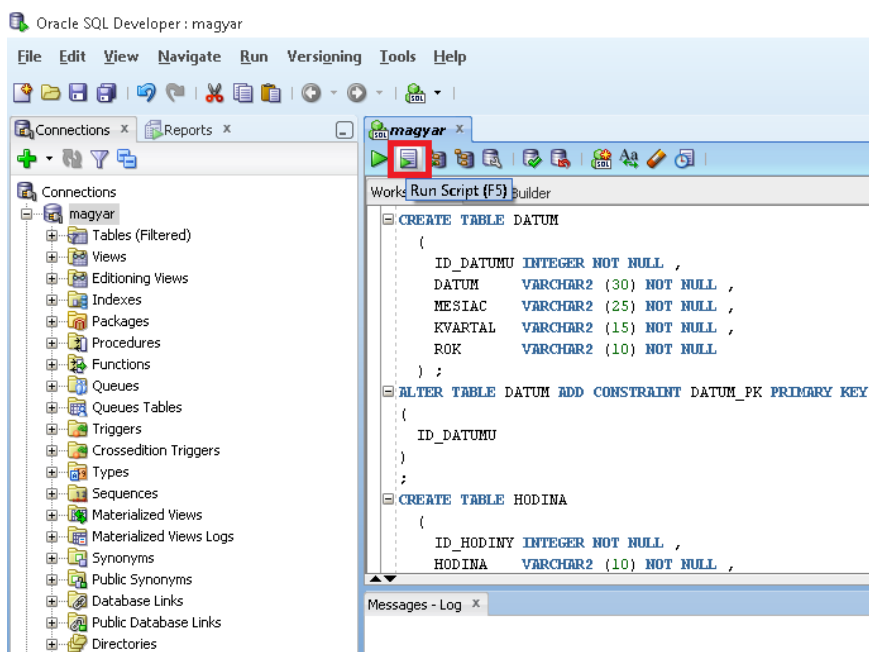 Oracle SQL Developer : magyar
File Edit View Navigate Run Versioning Tools Help
Connections x Reports x
Connections
magyar
Tables (Filtered)
Views
Editioning Views
Indexes
Packages
Procedures
Functions
Queues
Queues Tables
Triggers
Crossedition Triggers
Types
Sequences
Materialized Views
Materialized Views Logs
Synonyms
Public Synonyms
Database Links
Public Database Links
Directories
magyar x
Works Run Script (F5) Builder
CREATE TABLE DATUM
(
ID_DATUMU INTEGER NOT NULL ,
DATUM VARCHAR2 (30) NOT NULL ,
MESIAC VARCHAR2 (25) NOT NULL ,
KVARTAL VARCHAR2 (15) NOT NULL ,
ROK VARCHAR2 (10) NOT NULL
) ;
ALTER TABLE DATUM ADD CONSTRAINT DATUM_PK PRIMARY KEY
(
ID_DATUMU
)
;
CREATE TABLE HODINA
(
ID_HODINY INTEGER NOT NULL ,
HODINA VARCHAR2 (10) NOT NULL ,
Messages - Log x